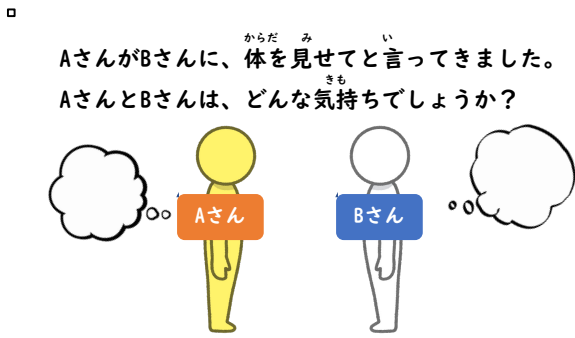 AさんがBさんに、体を見せてと言ってきました。
AさんとBさんは、どんな気持ちでしょうか？
Aさん
Bさん